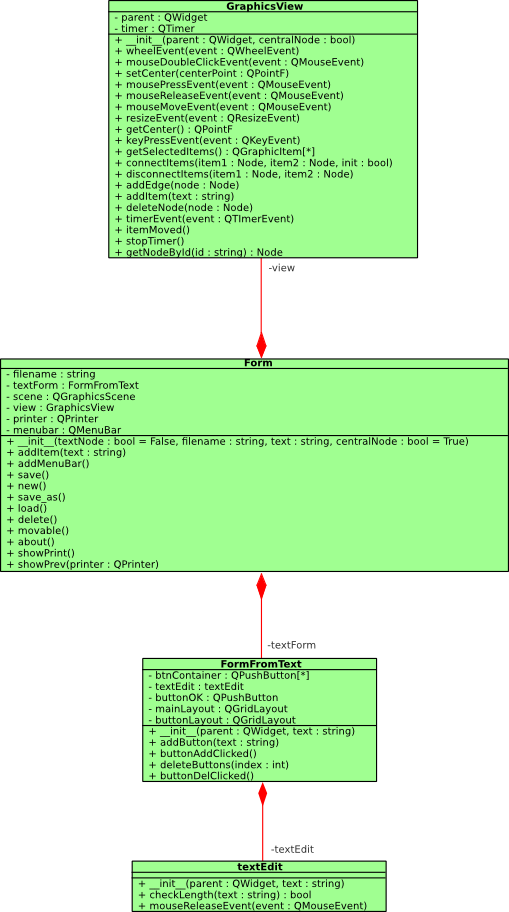 GraphicsView
- parent : QWidget
- timer : QTimer
+ __init__(parent : QWidget, centralNode : bool)
+ wheelEvent(event : QWheelEvent)
+ mouseDoubleClickEvent(event : QMouseEvent)
+ setCenter(centerPoint : QPointF)
+ mousePressEvent(event : QMouseEvent)
+ mouseReleaseEvent(event : QMouseEvent)
+ mouseMoveEvent(event : QMouseEvent)
+ resizeEvent(event : QResizeEvent)
+ getCenter() : QPointF
+ keyPressEvent(event : QKeyEvent)
+ getSelectedItems() : QGraphicItem[*]
+ connectItems(item1 : Node, item2 : Node, init : bool)
+ disconnectItems(item1 : Node, item2 : Node)
+ addEdge(node : Node)
+ addItem(text : string)
+ deleteNode(node : Node)
+ timerEvent(event : QTImerEvent)
+ itemMoved()
+ stopTimer()
+ getNodeById(id : string) : Node
-view
Form
- filename : string
- textForm : FormFromText
- scene : QGraphicsScene
- view : GraphicsView
- printer : QPrinter
- menubar : QMenuBar
+ __init__(textNode : bool = False, filename : string, text : string, centralNode : bool = True)
+ addItem(text : string)
+ addMenuBar()
+ save()
+ new()
+ save_as()
+ load()
+ delete()
+ movable()
+ about()
+ showPrint()
+ showPrev(printer : QPrinter)
-textForm
FormFromText
- btnContainer : QPushButton[*]
- textEdit : textEdit
- buttonOK : QPushButton
- mainLayout : QGridLayout
- buttonLayout : QGridLayout
+ __init__(parent : QWidget, text : string)
+ addButton(text : string)
+ buttonAddClicked()
+ deleteButtons(index : int)
+ buttonDelClicked()
-textEdit
textEdit
+ __init__(parent : QWidget, text : string)
+ checkLength(text : string) : bool
+ mouseReleaseEvent(event : QMouseEvent)